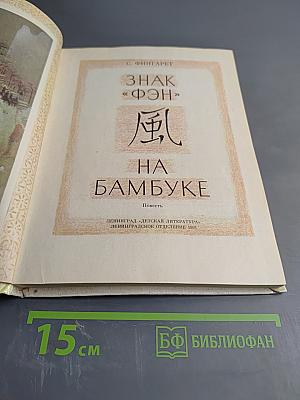 С. ФИНГАРЕТ
ЗНАК
«ФЭН»
風
НА
БАМБУКЕ
Повесть
ЛЕНИНГРАД «ДЕТСКАЯ ЛИТЕРАТУРА»
ЛЕНИНГРАДСКОЕ ОТДЕЛЕНИЕ
15 см
БФ БИБЛИОФАН